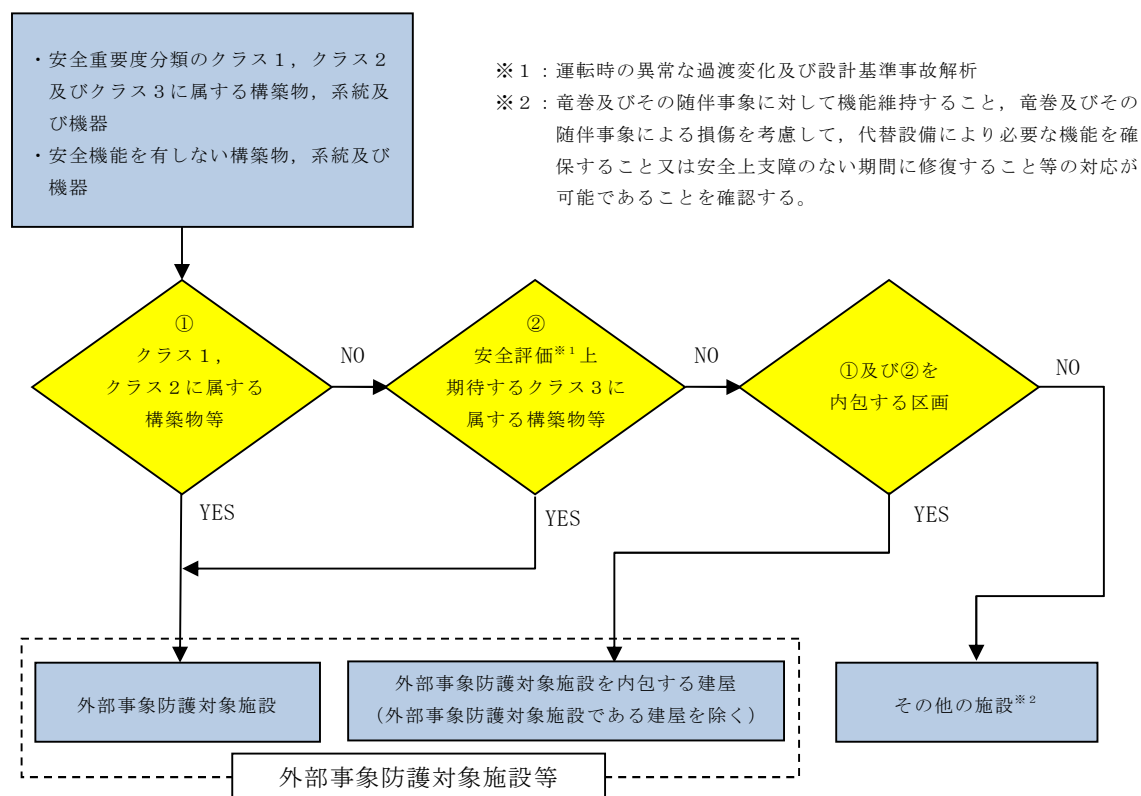 ・安全重要度分類のクラス１，クラス２
及びクラス３に属する構築物，系統及
び機器
・安全機能を有しない構築物，系統及び
機器
※１：運転時の異常な過渡変化及び設計基準事故解析
※２：竜巻及びその随伴事象に対して機能維持すること，竜巻及びその
随伴事象による損傷を考慮して，代替設備により必要な機能を確
保すること又は安全上支障のない期間に修復すること等の対応が
可能であることを確認する。
①
クラス１，
クラス２に属する
構築物等
NO
②
安全評価※１上
期待するクラス３に
属する構築物等
NO
①及び②を
内包する区画
NO
YES
YES
YES
外部事象防護対象施設
外部事象防護対象施設を内包する建屋
（外部事象防護対象施設である建屋を除く）
その他の施設※２
外部事象防護対象施設等